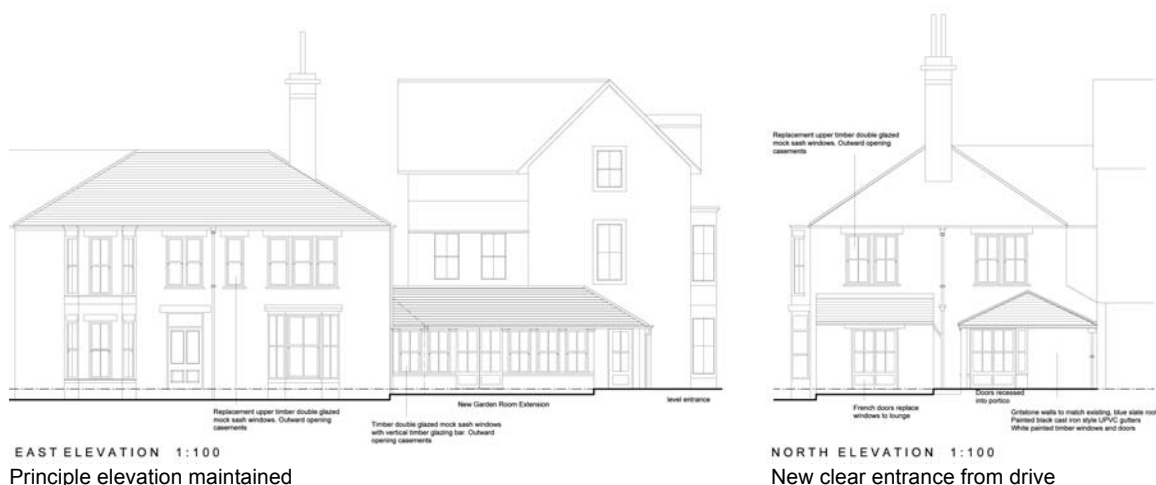 Replacement upper timber double glazed
mock sash windows. Outward opening
casements
New Garden Room Extension
level entrance
Timber double glazed mock sash windows
with vertical timber glazing bar. Outward
opening casements
EAST ELEVATION 1:100
Principle elevation maintained
Replacement upper timber double glazed
mock sash windows. Outward opening
casements
French doors replace
windows to lounge
Doors recessed
into portico
Gritstone walls to match existing, blue slate roof
Painted black cast iron style UPVC gutters
White painted timber windows and doors
NORTH ELEVATION 1:100
New clear entrance from drive